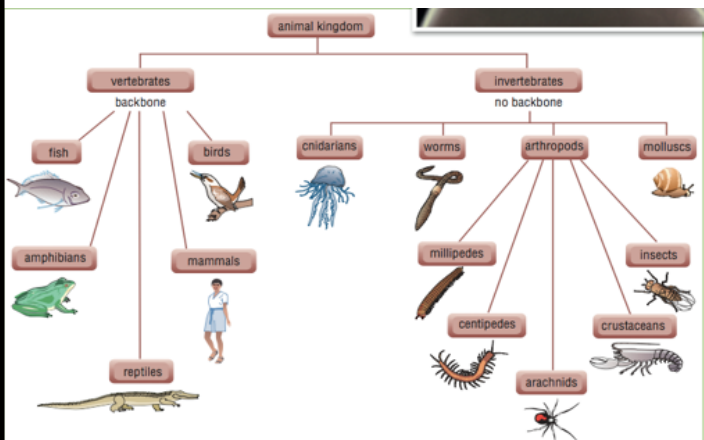 animal kingdom
vertebrates
invertebrates
backbone
no backbone
fish
birds
cnidarians
worms
arthropods
molluscs
amphibians
mammals
millipedes
insects
centipedes
crustaceans
reptiles
arachnids